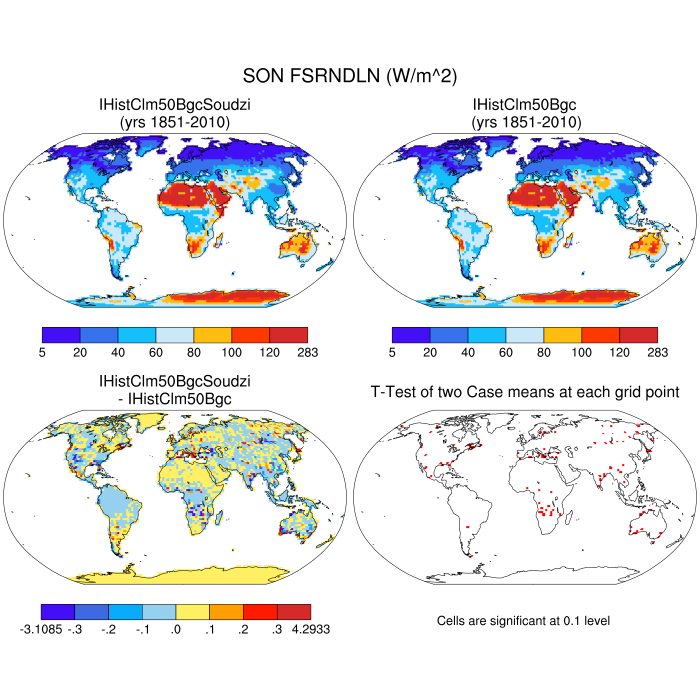 SON FSRNDLN (W/m^2)
IHistClm50BgcSoudzi
(yrs 1851-2010)
IHistClm50Bgc
(yrs 1851-2010)
5 20 40 60 80 100 120 283
5 20 40 60 80 100 120 283
IHistClm50BgcSoudzi
- IHistClm50Bgc
T-Test of two Case means at each grid point
-3.1085 -.3 -.2 -.1 .0 .1 .2 .3 4.2933
Cells are significant at 0.1 level